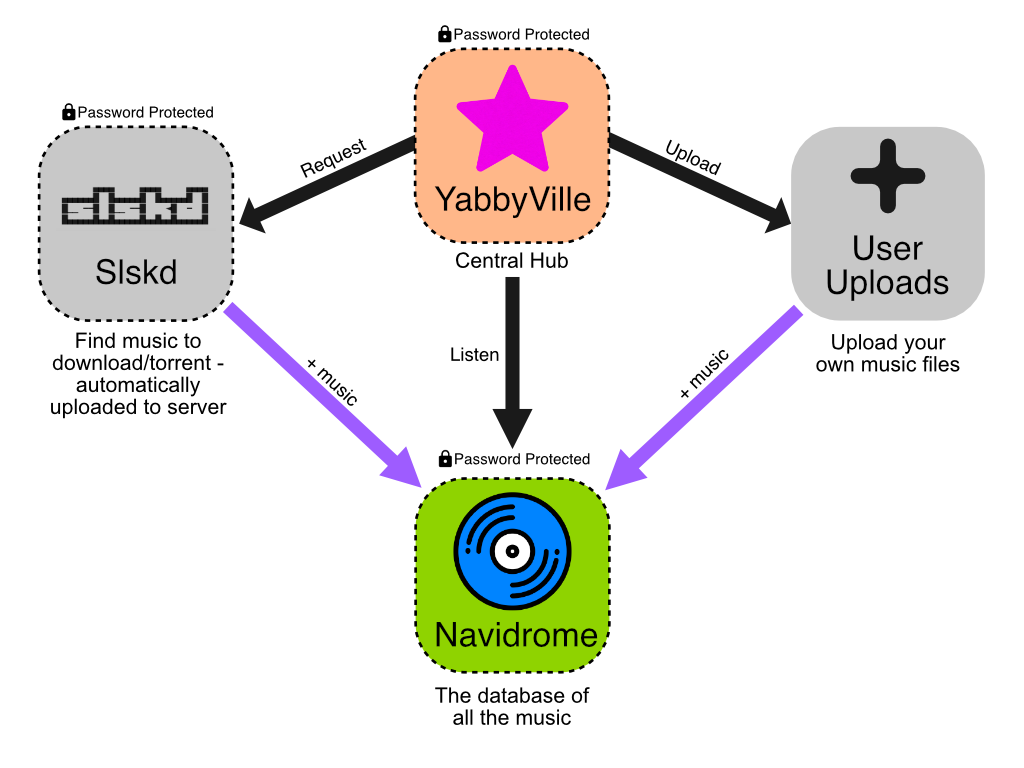 Password Protected
YabbyVille
Central Hub
Password Protected
slskd
Slskd
Find music to
download/torrent -
automatically
uploaded to server
Request
Upload
User
Uploads
Upload your
own music files
Listen
+ music
+ music
Password Protected
Navidrome
The database of
all the music